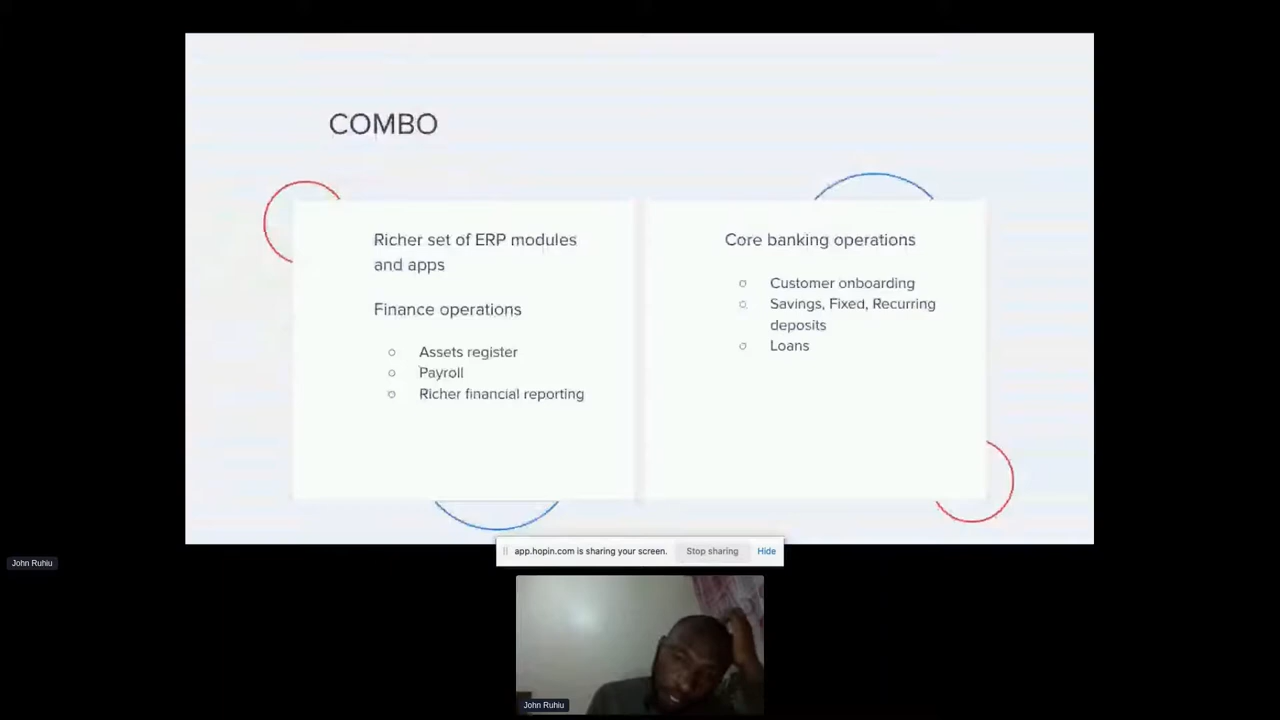 COMBO
Richer set of ERP modules
and apps
Finance operations
Assets register
Payroll
Richer financial reporting
Core banking operations
Customer onboarding
Savings, Fixed, Recurring
deposits
Loans
app.hopin.com is sharing your screen. Stop sharing Hide
John Ruhiu
John Ruhiu